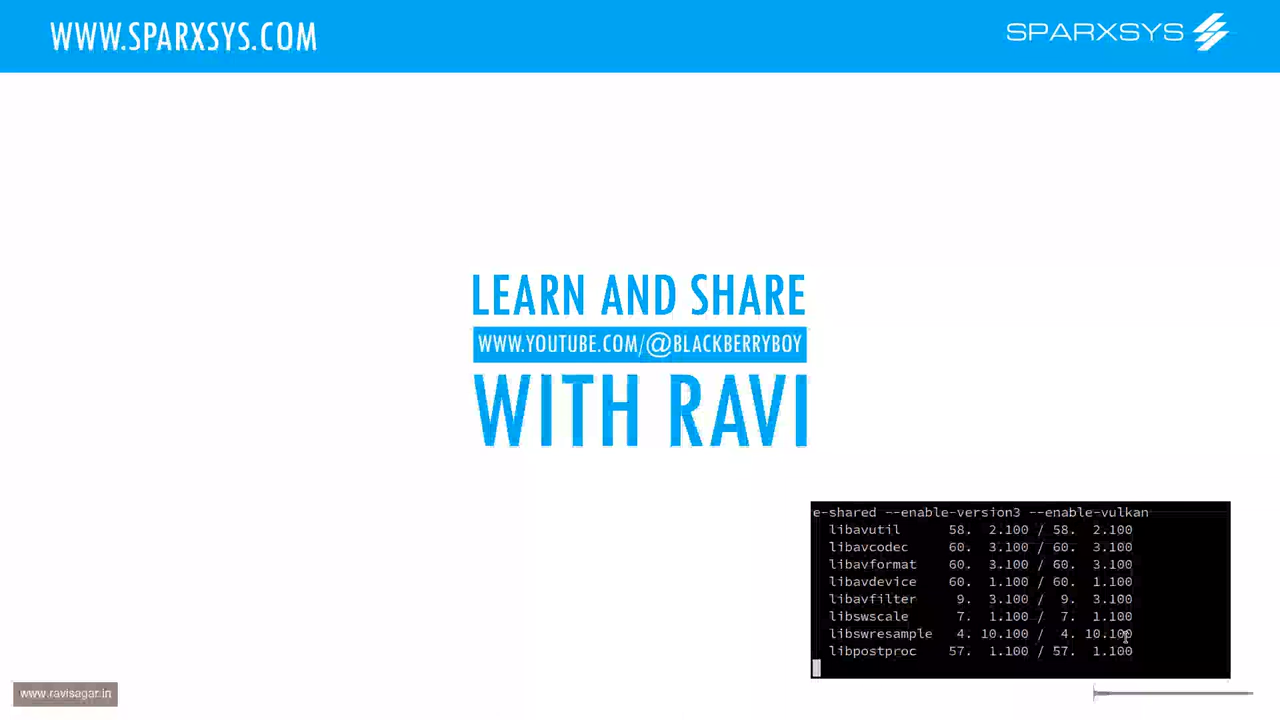 WWW.SPARXSYS.COM
SPARXSYS
LEARN AND SHARE
WWW.YOUTUBE.COM/@BLACKBERRYBOY
WITH RAVI
e-shared --enable-version3 --enable-vulkan
libavutil 58. 2.100 / 58. 2.100
libavcodec 60. 3.100 / 60. 3.100
libavformat 60. 3.100 / 60. 3.100
libavdevice 60. 1.100 / 60. 1.100
libavfilter 9. 3.100 / 9. 3.100
libswscale 7. 1.100 / 7. 1.100
libswresample 4. 10.100 / 4. 10.100
libpostproc 57. 1.100 / 57. 1.100
www.ravisagar.in